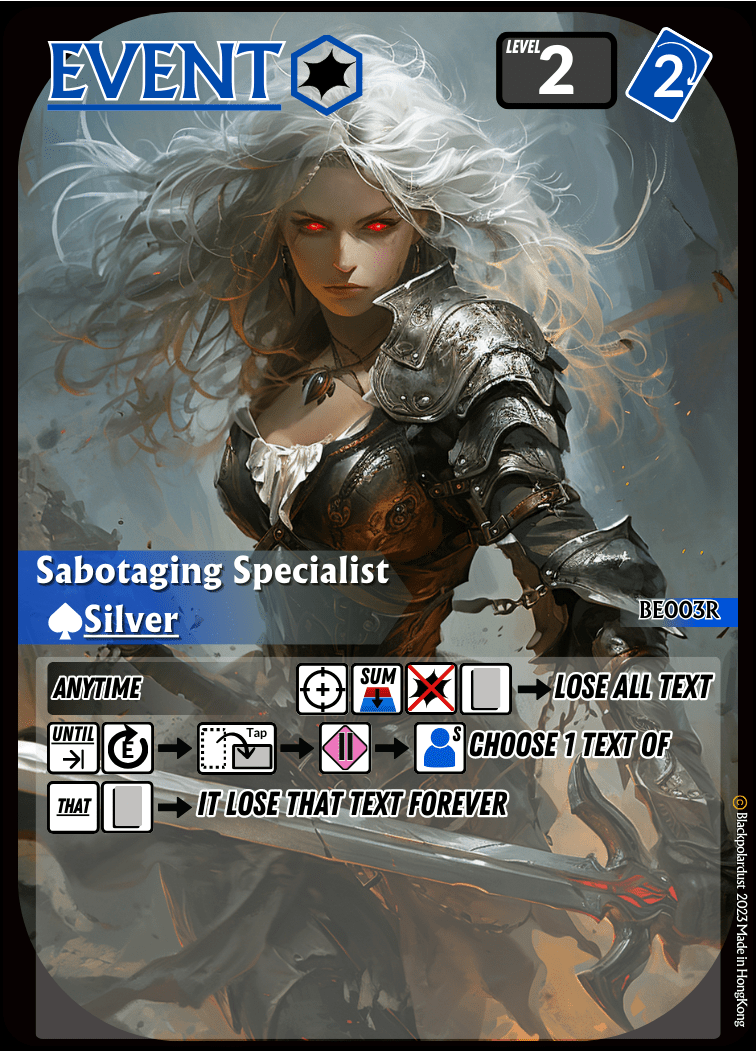 EVENT
LEVEL 2
2
Sabotaging Specialist
Silver
BE003R
ANYTIME SUM LOSE ALL TEXT
UNTIL E Tap S CHOOSE 1 TEXT OF
THAT IT LOSE THAT TEXT FOREVER
© Blackpolardust 2023 Made in HongKong